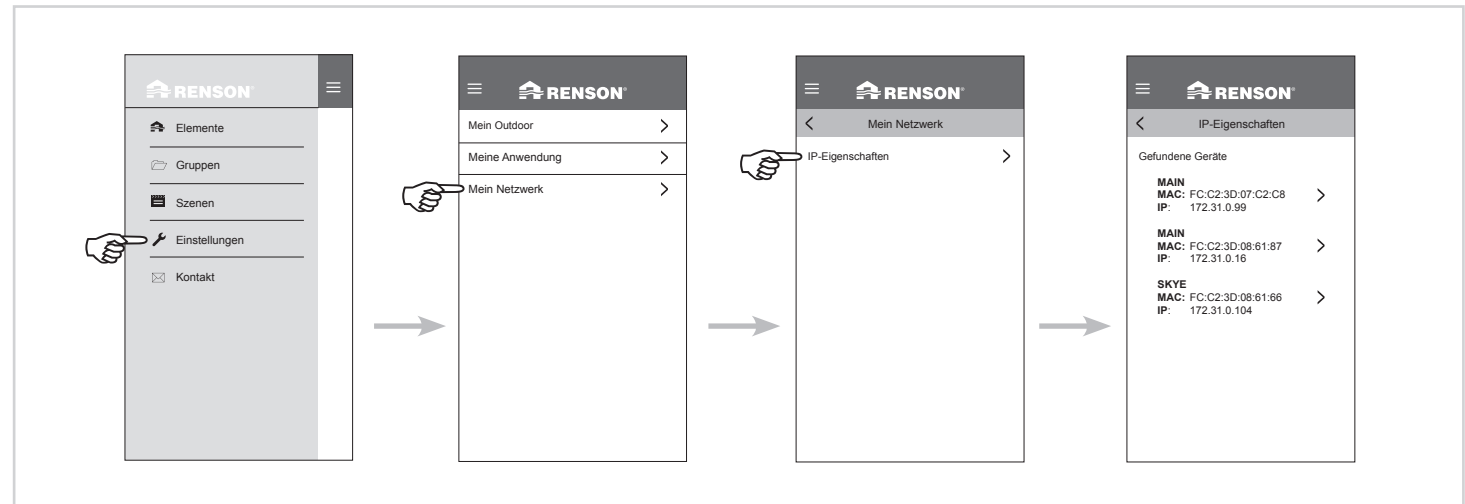 RENSON®
Elemente
Gruppen
Szenen
Einstellungen
Kontakt
RENSON®
Mein Outdoor
Meine Anwendung
Mein Netzwerk
RENSON®
Mein Netzwerk
IP-Eigenschaften
RENSON®
IP-Eigenschaften
Gefundene Geräte
MAIN
MAC: FC:C2:3D:07:C2:C8
IP: 172.31.0.99
MAIN
MAC: FC:C2:3D:08:61:87
IP: 172.31.0.16
SKYE
MAC: FC:C2:3D:08:61:66
IP: 172.31.0.104